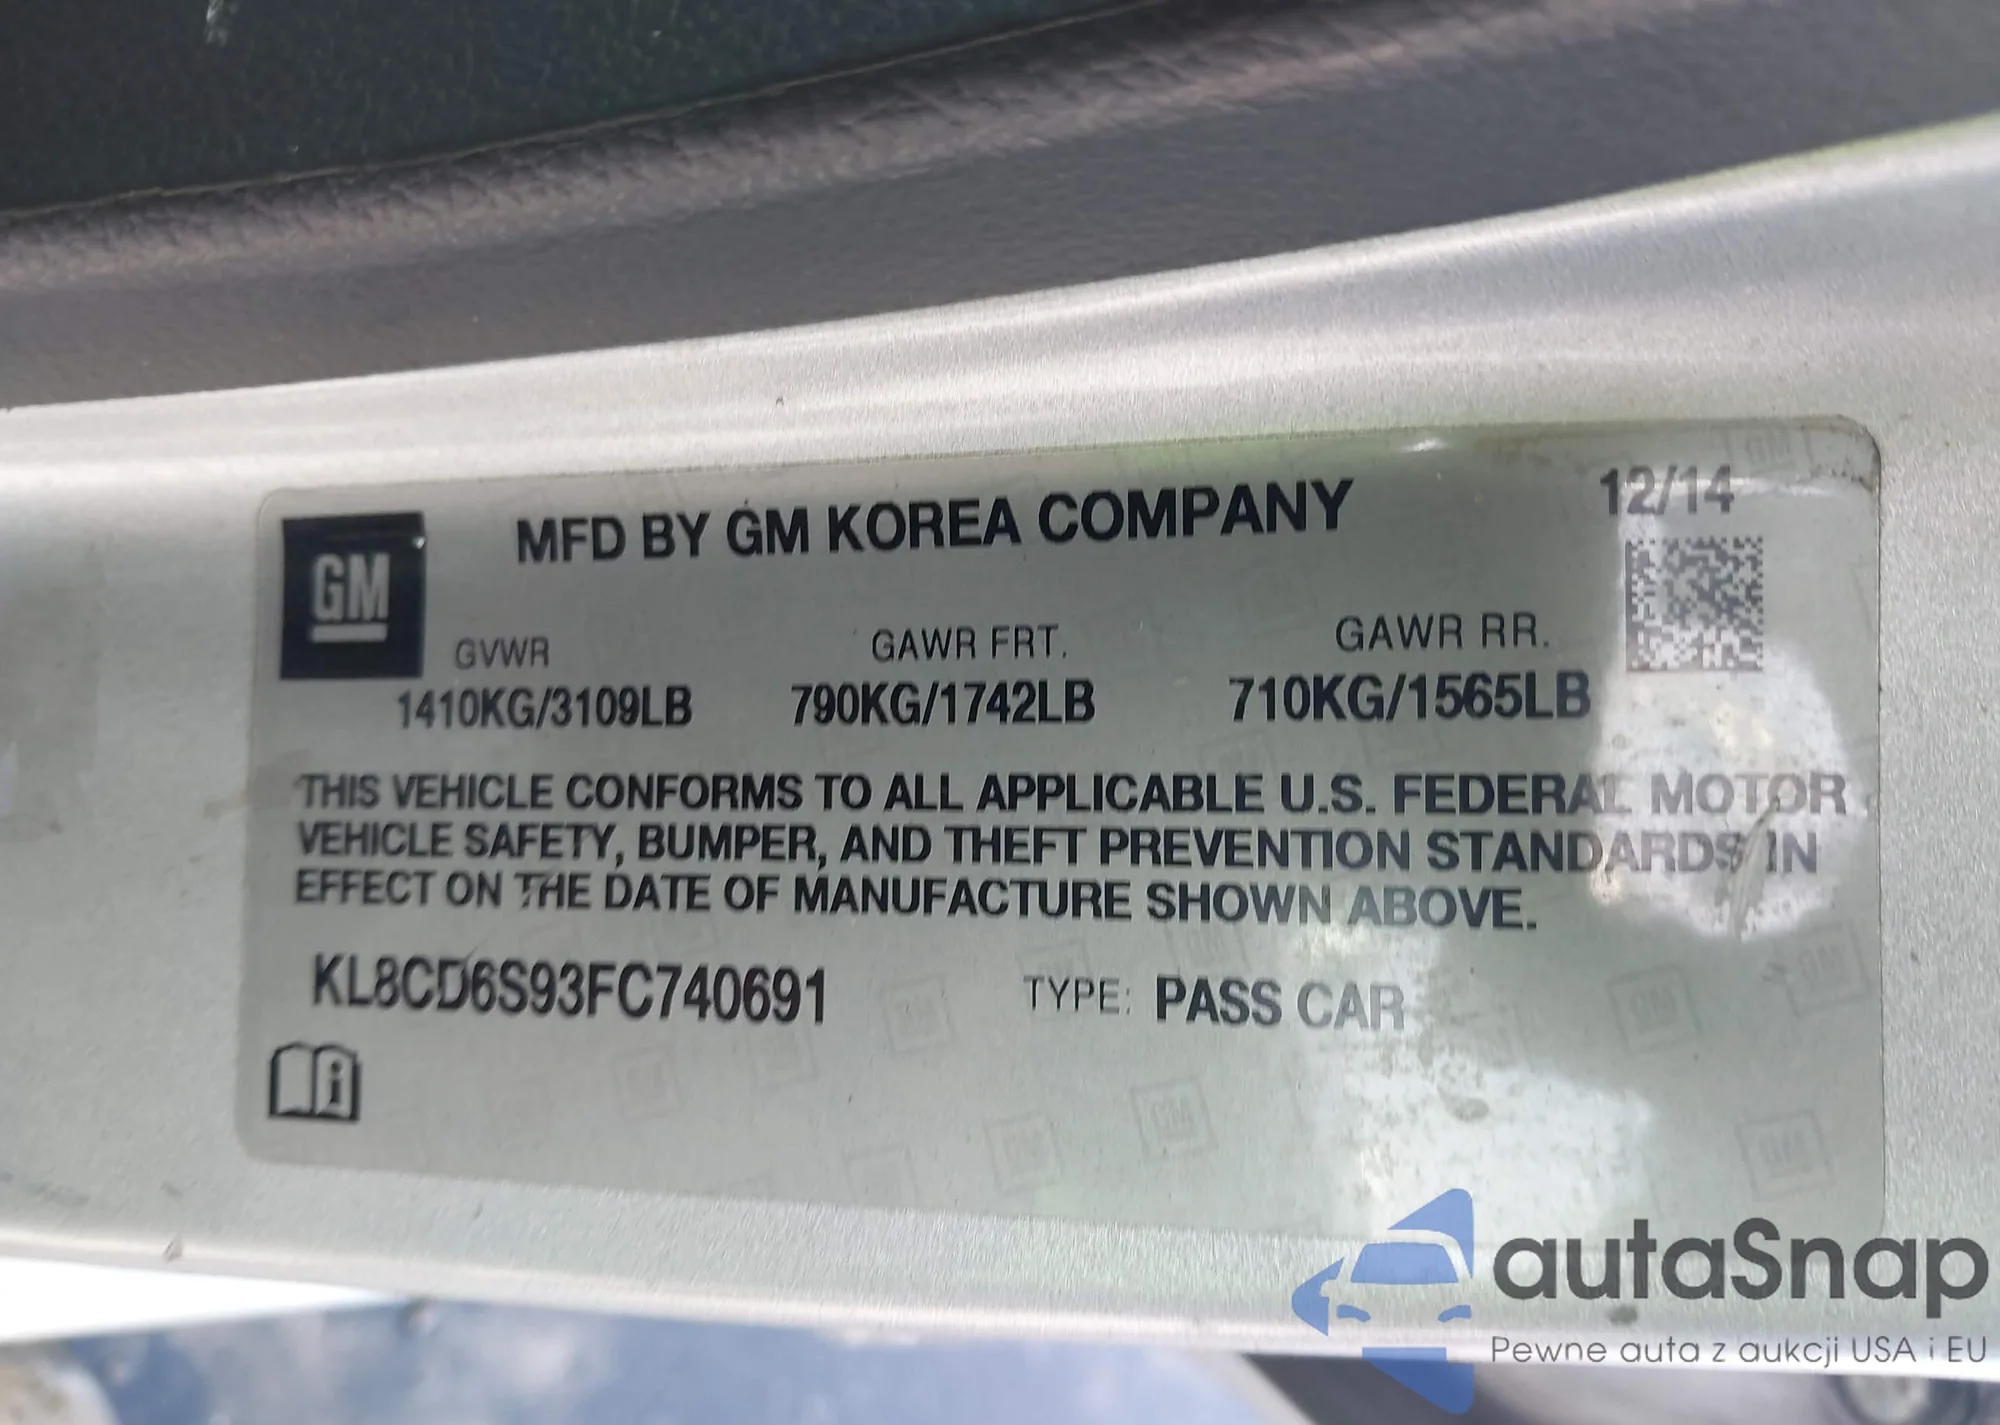 MFD BY GM KOREA COMPANY
12/14
GM
GVWR
GAWR FRT.
GAWR RR.
1410KG/3109LB
790KG/1742LB
710KG/1565LB
THIS VEHICLE CONFORMS TO ALL APPLICABLE U.S. FEDERAL MOTOR
VEHICLE SAFETY, BUMPER, AND THEFT PREVENTION STANDARDS IN
EFFECT ON THE DATE OF MANUFACTURE SHOWN ABOVE.
KL8CD6S93FC740691
TYPE: PASS CAR
autaSnap
Pewne auta z aukcji USA i EU